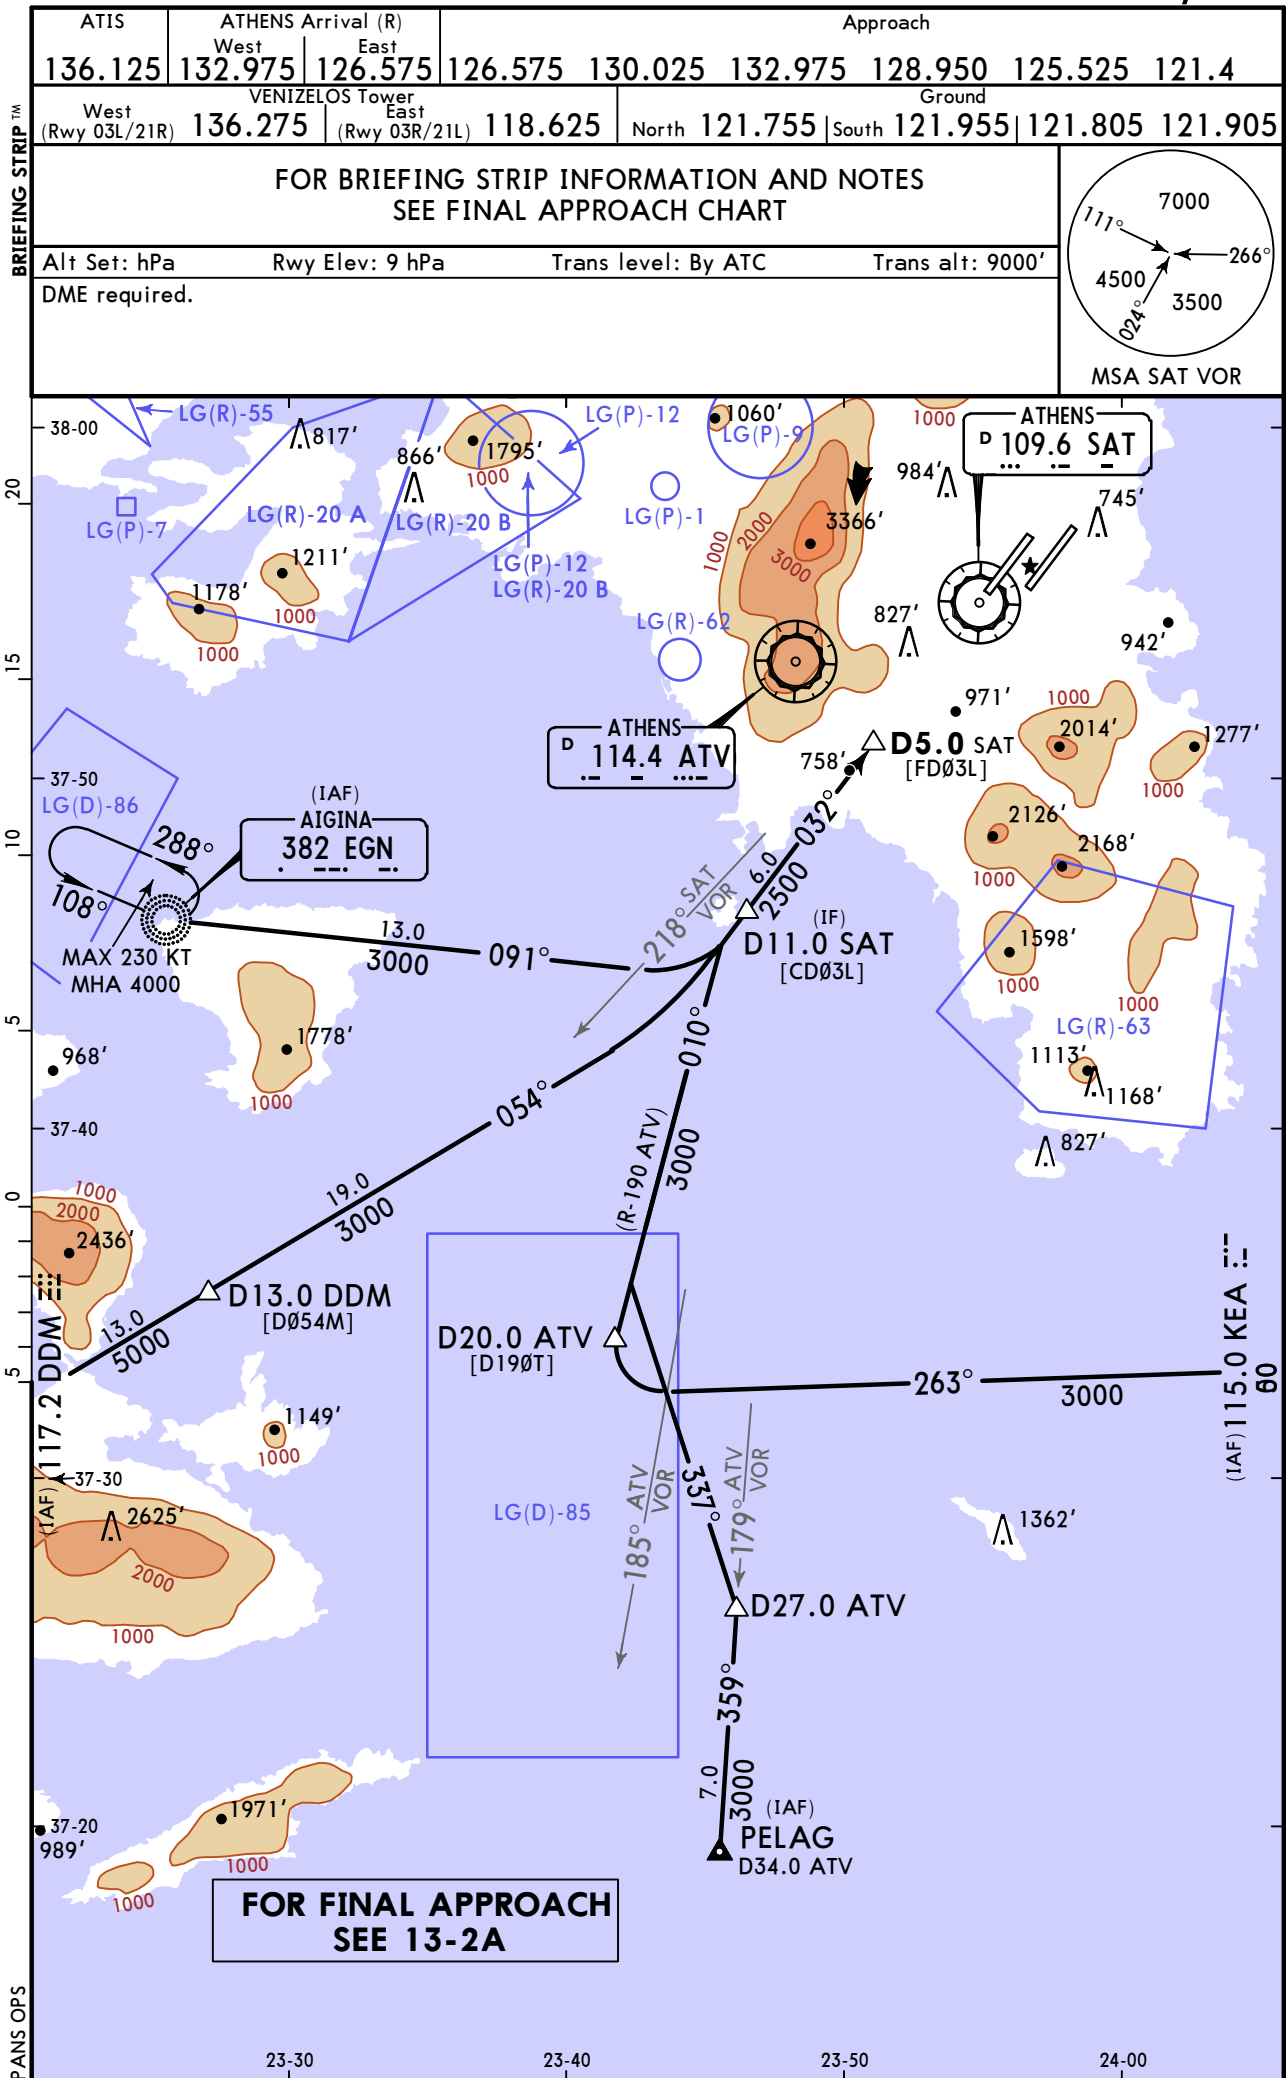 ATIS
136.125
ATHENS Arrival (R)
West
132.975
East
126.575
Approach
126.575 130.025 132.975 128.950 125.525 121.4
VENIZELOS Tower
West
(Rwy 03L/21R) 136.275
East
(Rwy 03R/21L) 118.625
Ground
North 121.755 South 121.955 121.805 121.905
BRIEFING STRIP TM
FOR BRIEFING STRIP INFORMATION AND NOTES
SEE FINAL APPROACH CHART
Alt Set: hPa Rwy Elev: 9 hPa Trans level: By ATC Trans alt: 9000'
DME required.
7000
111°
266°
4500
3500
024°
MSA SAT VOR
LG(R)-55
38-00
817'
866'
1795'
1000
LG(P)-12
1060'
LG(P)-9
1000
ATHENS
D 109.6 SAT
984'
745'
20
LG(P)-7
LG(R)-20 A
LG(R)-20 B
LG(P)-1
3366'
1000
2000
3000
LG(P)-12
LG(R)-20 B
1211'
1000
1178'
1000
LG(R)-62
827'
942'
15
971'
1000
2014'
1277'
1000
ATHENS
D 114.4 ATV
758'
D5.0 SAT
[FDØ3L]
37-50
LG(D)-86
(IAF)
AIGINA
382 EGN
288°
108°
MAX 230 KT
MHA 4000
10
032°
6.0
2500
218° SAT
VOR
2126'
1000
2168'
(IF)
D11.0 SAT
[CDØ3L]
13.0
3000
091°
1598'
1000
1000
LG(R)-63
5
968'
1778'
1000
010°
1113'
1168'
054°
37-40
827'
(R-190 ATV)
3000
19.0
3000
0
1000
2000
2436'
D13.0 DDM
[DØ54M]
13.0
5000
(IAF) 117.2 DDM
D20.0 ATV
[D19ØT]
263°
3000
(IAF) 115.0 KEA
5
1149'
1000
37-30
337°
185° ATV
VOR
179° ATV
VOR
LG(D)-85
2625'
2000
1000
1362'
D27.0 ATV
359°
7.0
3000
(IAF)
PELAG
D34.0 ATV
37-20
989'
1971'
1000
1000
FOR FINAL APPROACH
SEE 13-2A
PANS OPS
23-30 23-40 23-50 24-00